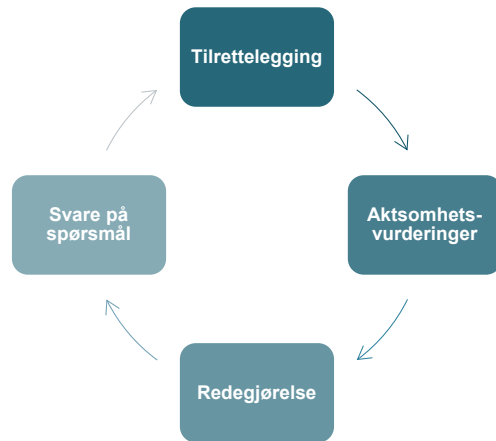 Tilrettelegging
Aktsomhets-
vurderinger
Redegjørelse
Svare på
spørsmål